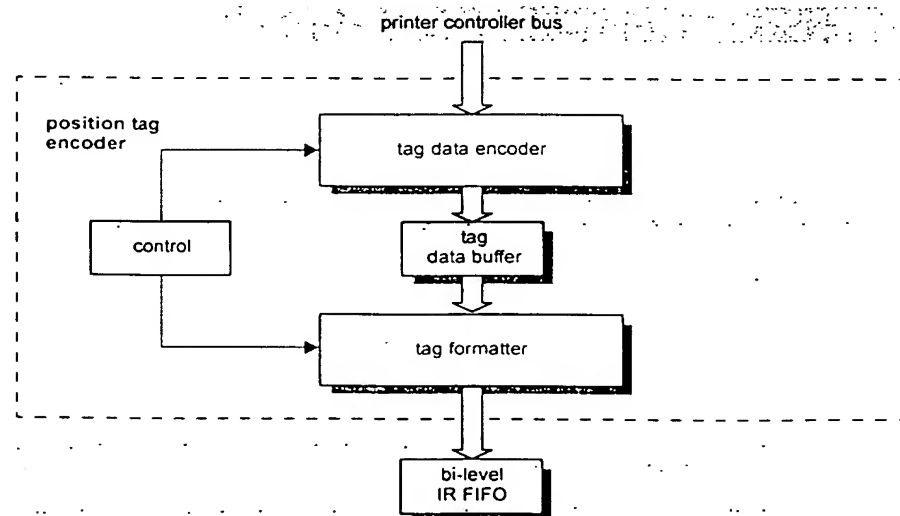 printer controller bus
position tag
encoder
tag data encoder
control
tag
data buffer
tag formatter
bi-level
IR FIFO